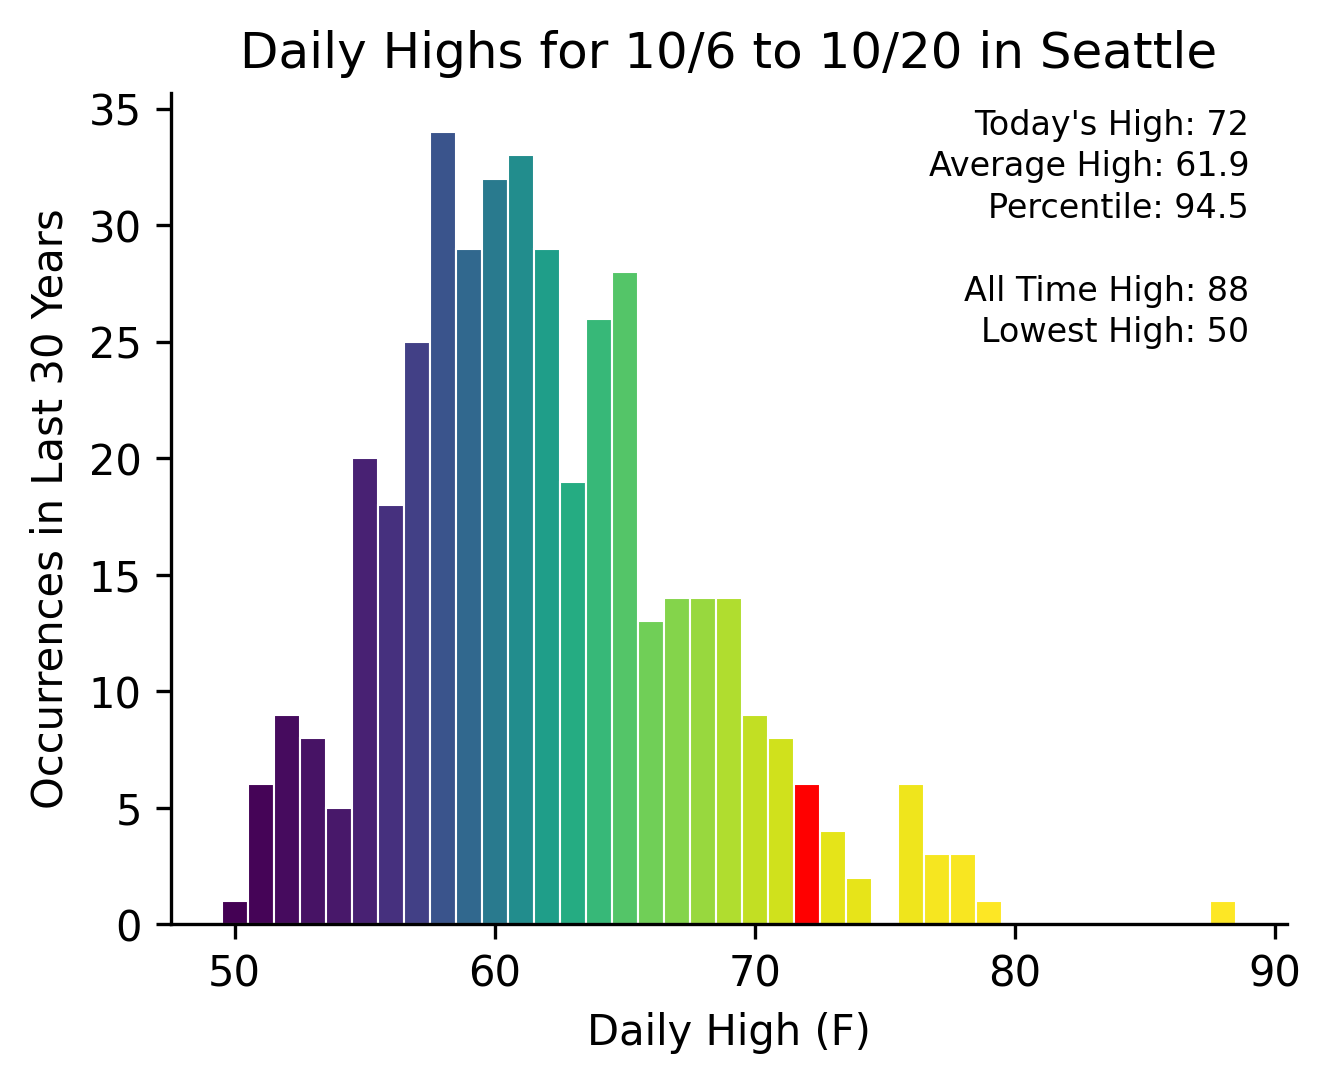 Daily Highs for 10/6 to 10/20 in Seattle
Today's High: 72
Average High: 61.9
Percentile: 94.5
All Time High: 88
Lowest High: 50
Occurrences in Last 30 Years
35
30
25
20
15
10
5
0
50 60 70 80 90
Daily High (F)